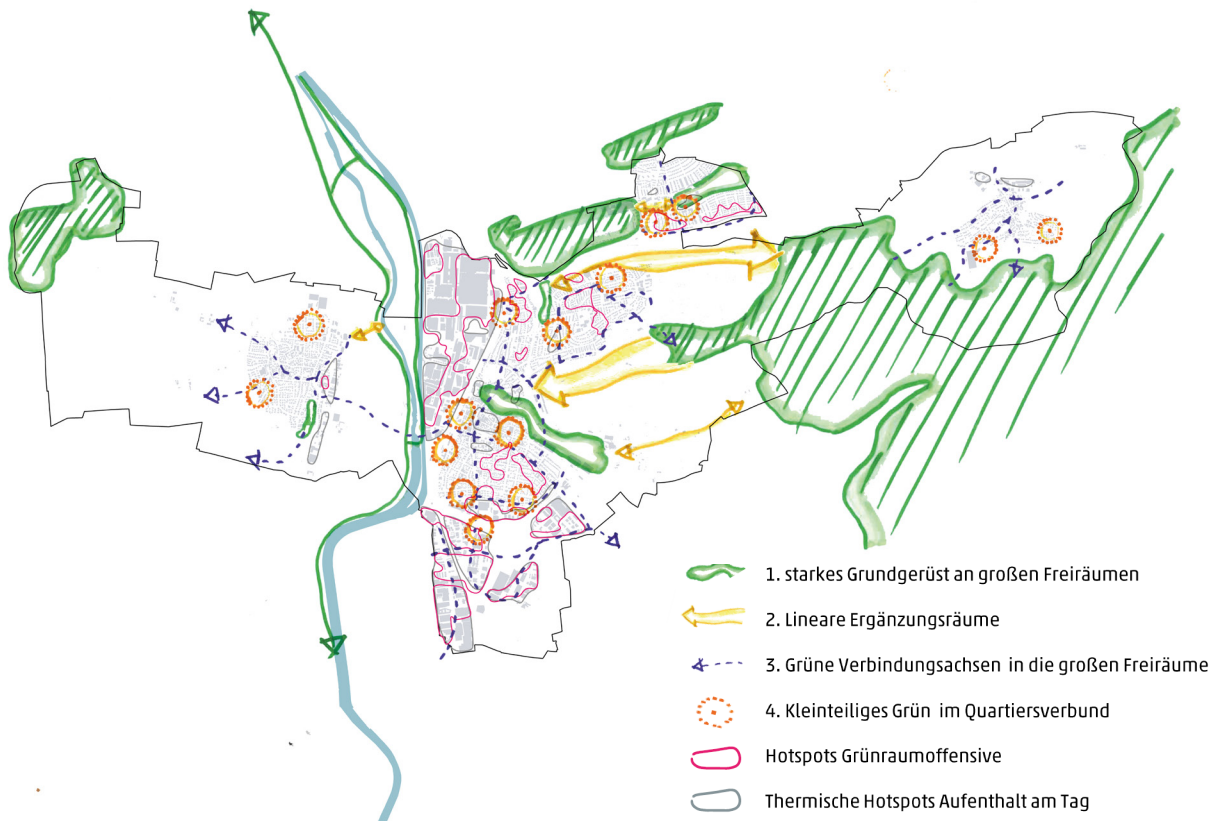 1. starkes Grundgerüst an großen Freiräumen
2. Lineare Ergänzungsräume
3. Grüne Verbindungsachsen in die großen Freiräume
4. Kleinteiliges Grün im Quartiersverbund
Hotspots Grünraumoffensive
Thermische Hotspots Aufenthalt am Tag